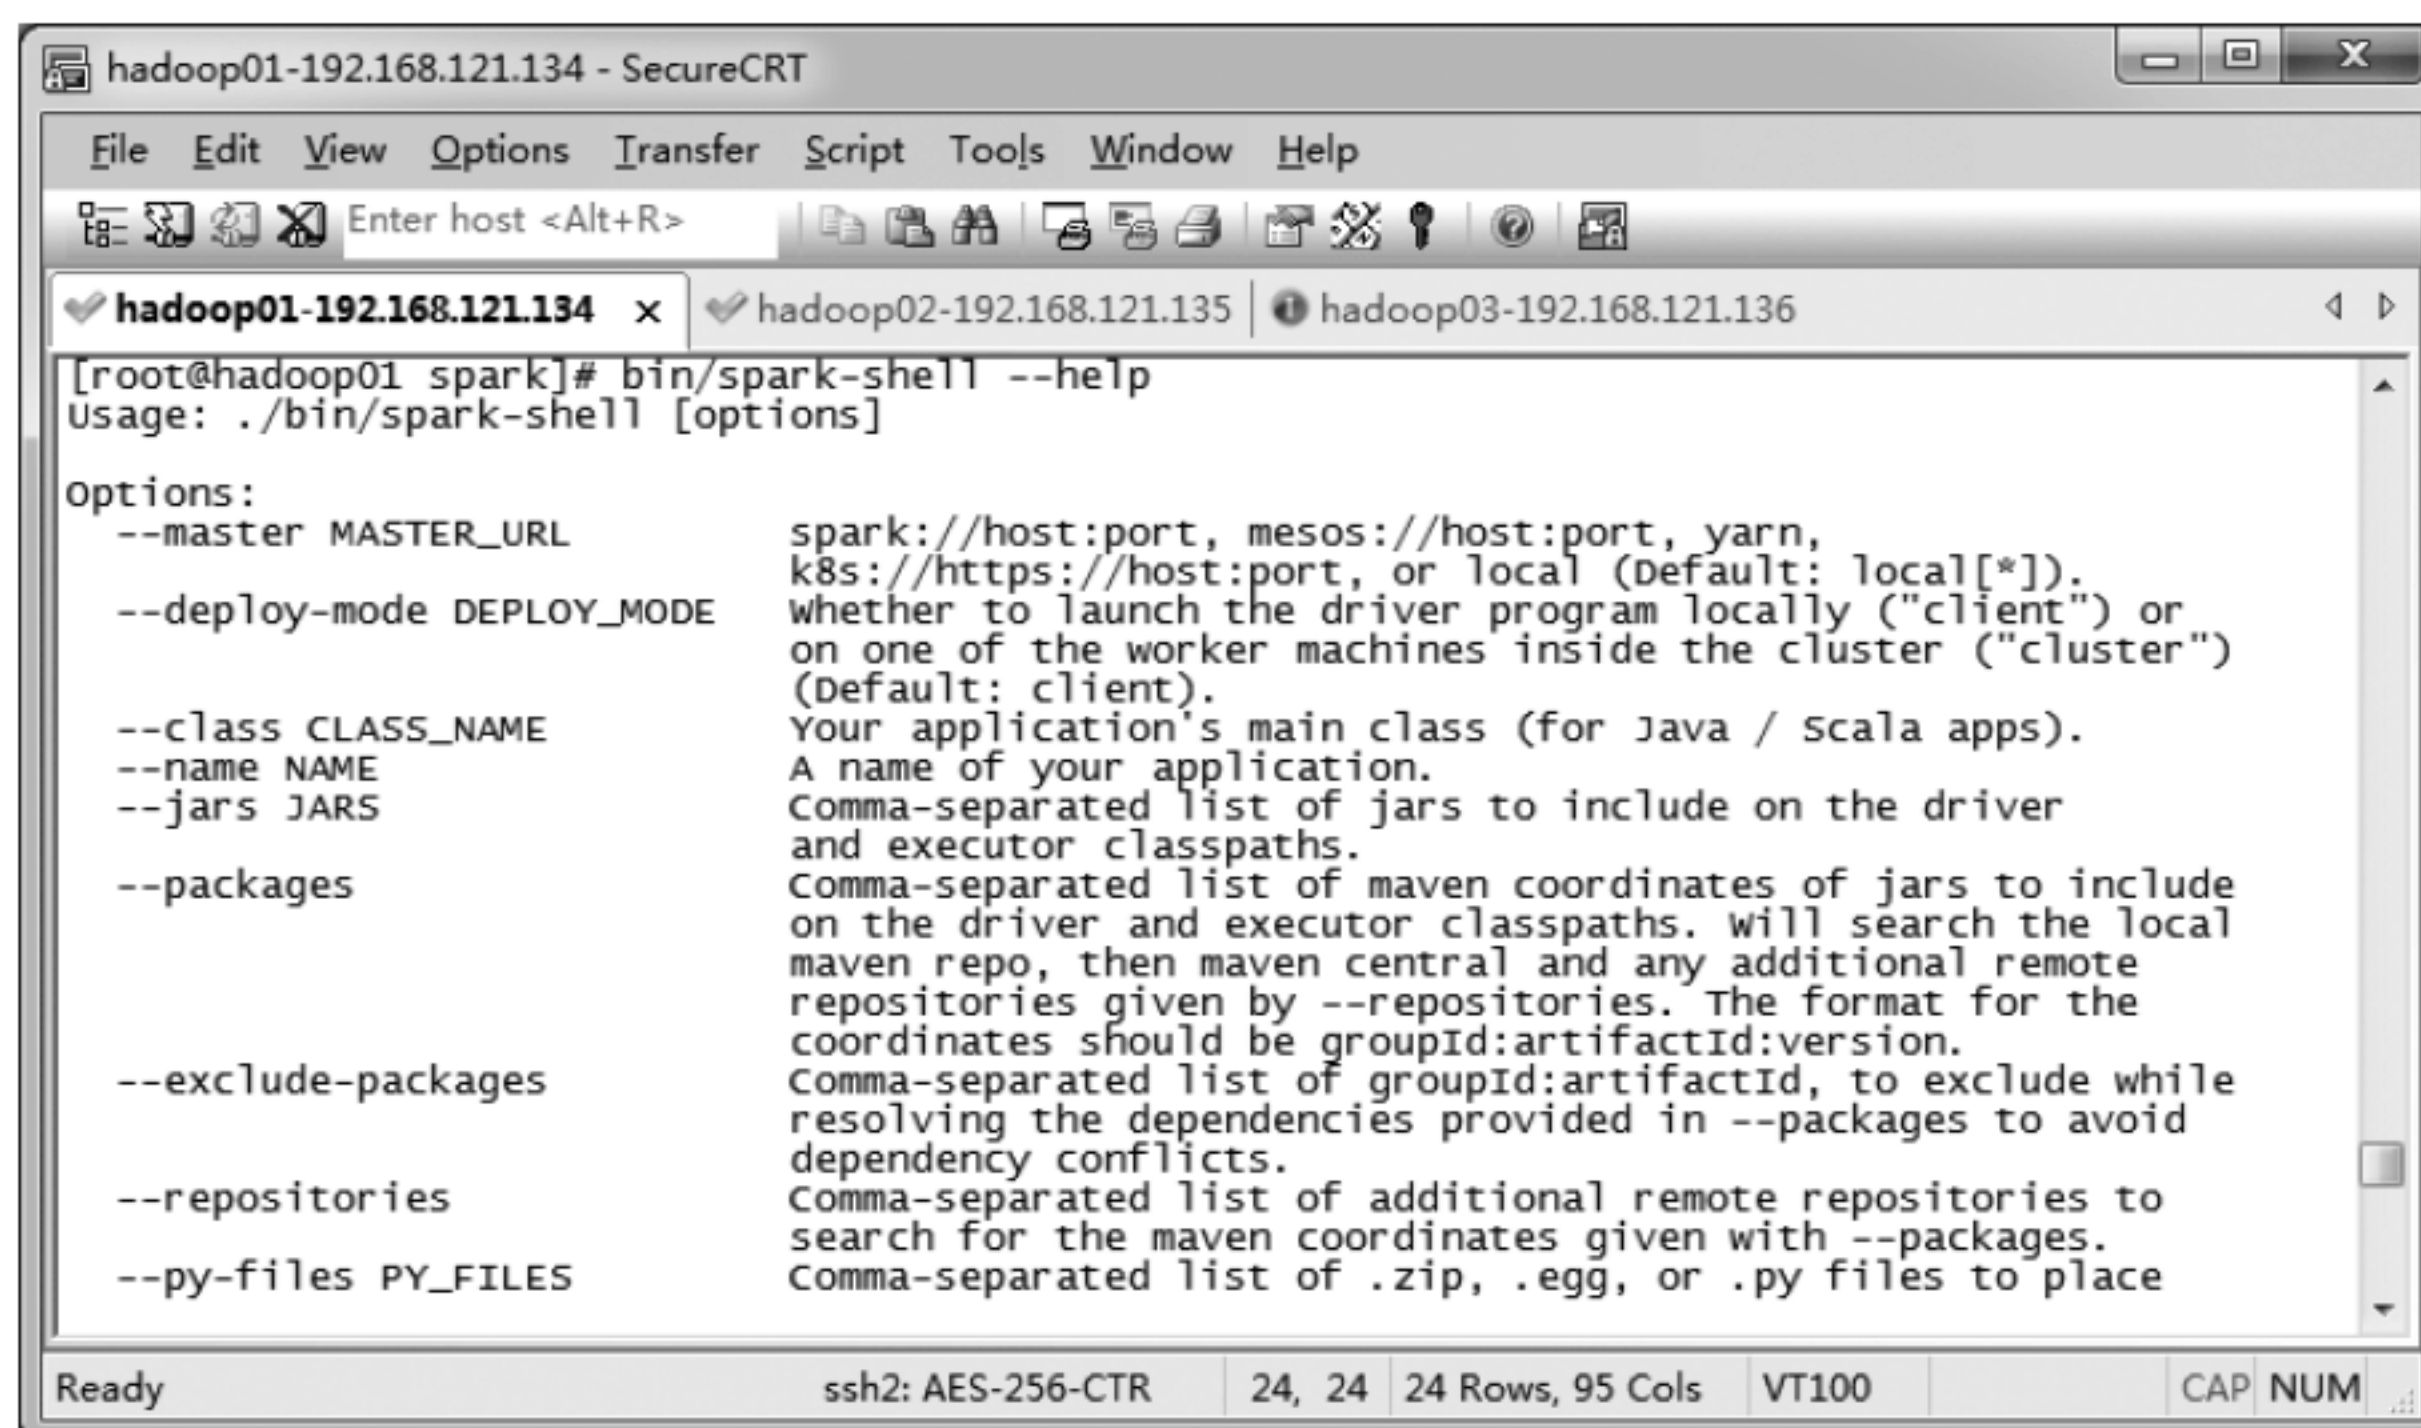 hadoop01-192.168.121.134 - SecureCRT
File Edit View Options Transfer Script Tools Window Help
Enter host <Alt+R>
hadoop01-192.168.121.134 x hadoop02-192.168.121.135 hadoop03-192.168.121.136
[root@hadoop01 spark]# bin/spark-shell --help
Usage: ./bin/spark-shell [options]
Options:
--master MASTER_URL spark://host:port, mesos://host:port, yarn,
k8s://https://host:port, or local (Default: local[*]).
--deploy-mode DEPLOY_MODE Whether to launch the driver program locally ("client") or
on one of the worker machines inside the cluster ("cluster")
(Default: client).
--class CLASS_NAME Your application's main class (for Java / Scala apps).
--name NAME A name of your application.
--jars JARS Comma-separated list of jars to include on the driver
and executor classpaths.
--packages Comma-separated list of maven coordinates of jars to include
on the driver and executor classpaths. Will search the local
maven repo, then maven central and any additional remote
repositories given by --repositories. The format for the
coordinates should be groupId:artifactId:version.
--exclude-packages Comma-separated list of groupId:artifactId, to exclude while
resolving the dependencies provided in --packages to avoid
dependency conflicts.
--repositories Comma-separated list of additional remote repositories to
search for the maven coordinates given with --packages.
--py-files PY_FILES Comma-separated list of .zip, .egg, or .py files to place
Ready ssh2: AES-256-CTR 24, 24 24 Rows, 95 Cols VT100 CAP NUM